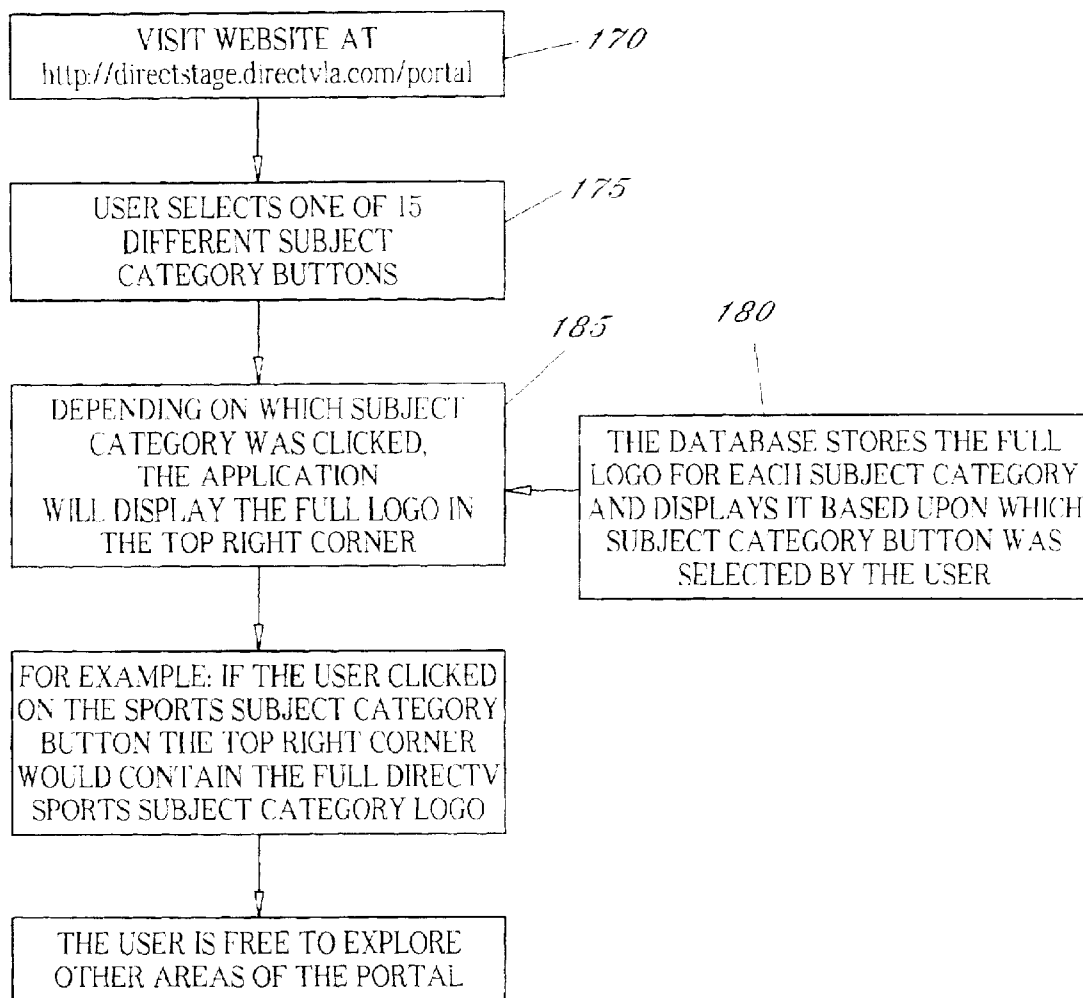 VISIT WEBSITE AT
http://directstage.directvla.com/portal
170
USER SELECTS ONE OF 15
DIFFERENT SUBJECT
CATEGORY BUTTONS
175
DEPENDING ON WHICH SUBJECT
CATEGORY WAS CLICKED,
THE APPLICATION
WILL DISPLAY THE FULL LOGO IN
THE TOP RIGHT CORNER
185
180
THE DATABASE STORES THE FULL
LOGO FOR EACH SUBJECT CATEGORY
AND DISPLAYS IT BASED UPON WHICH
SUBJECT CATEGORY BUTTON WAS
SELECTED BY THE USER
FOR EXAMPLE: IF THE USER CLICKED
ON THE SPORTS SUBJECT CATEGORY
BUTTON THE TOP RIGHT CORNER
WOULD CONTAIN THE FULL DIRECTV
SPORTS SUBJECT CATEGORY LOGO
THE USER IS FREE TO EXPLORE
OTHER AREAS OF THE PORTAL